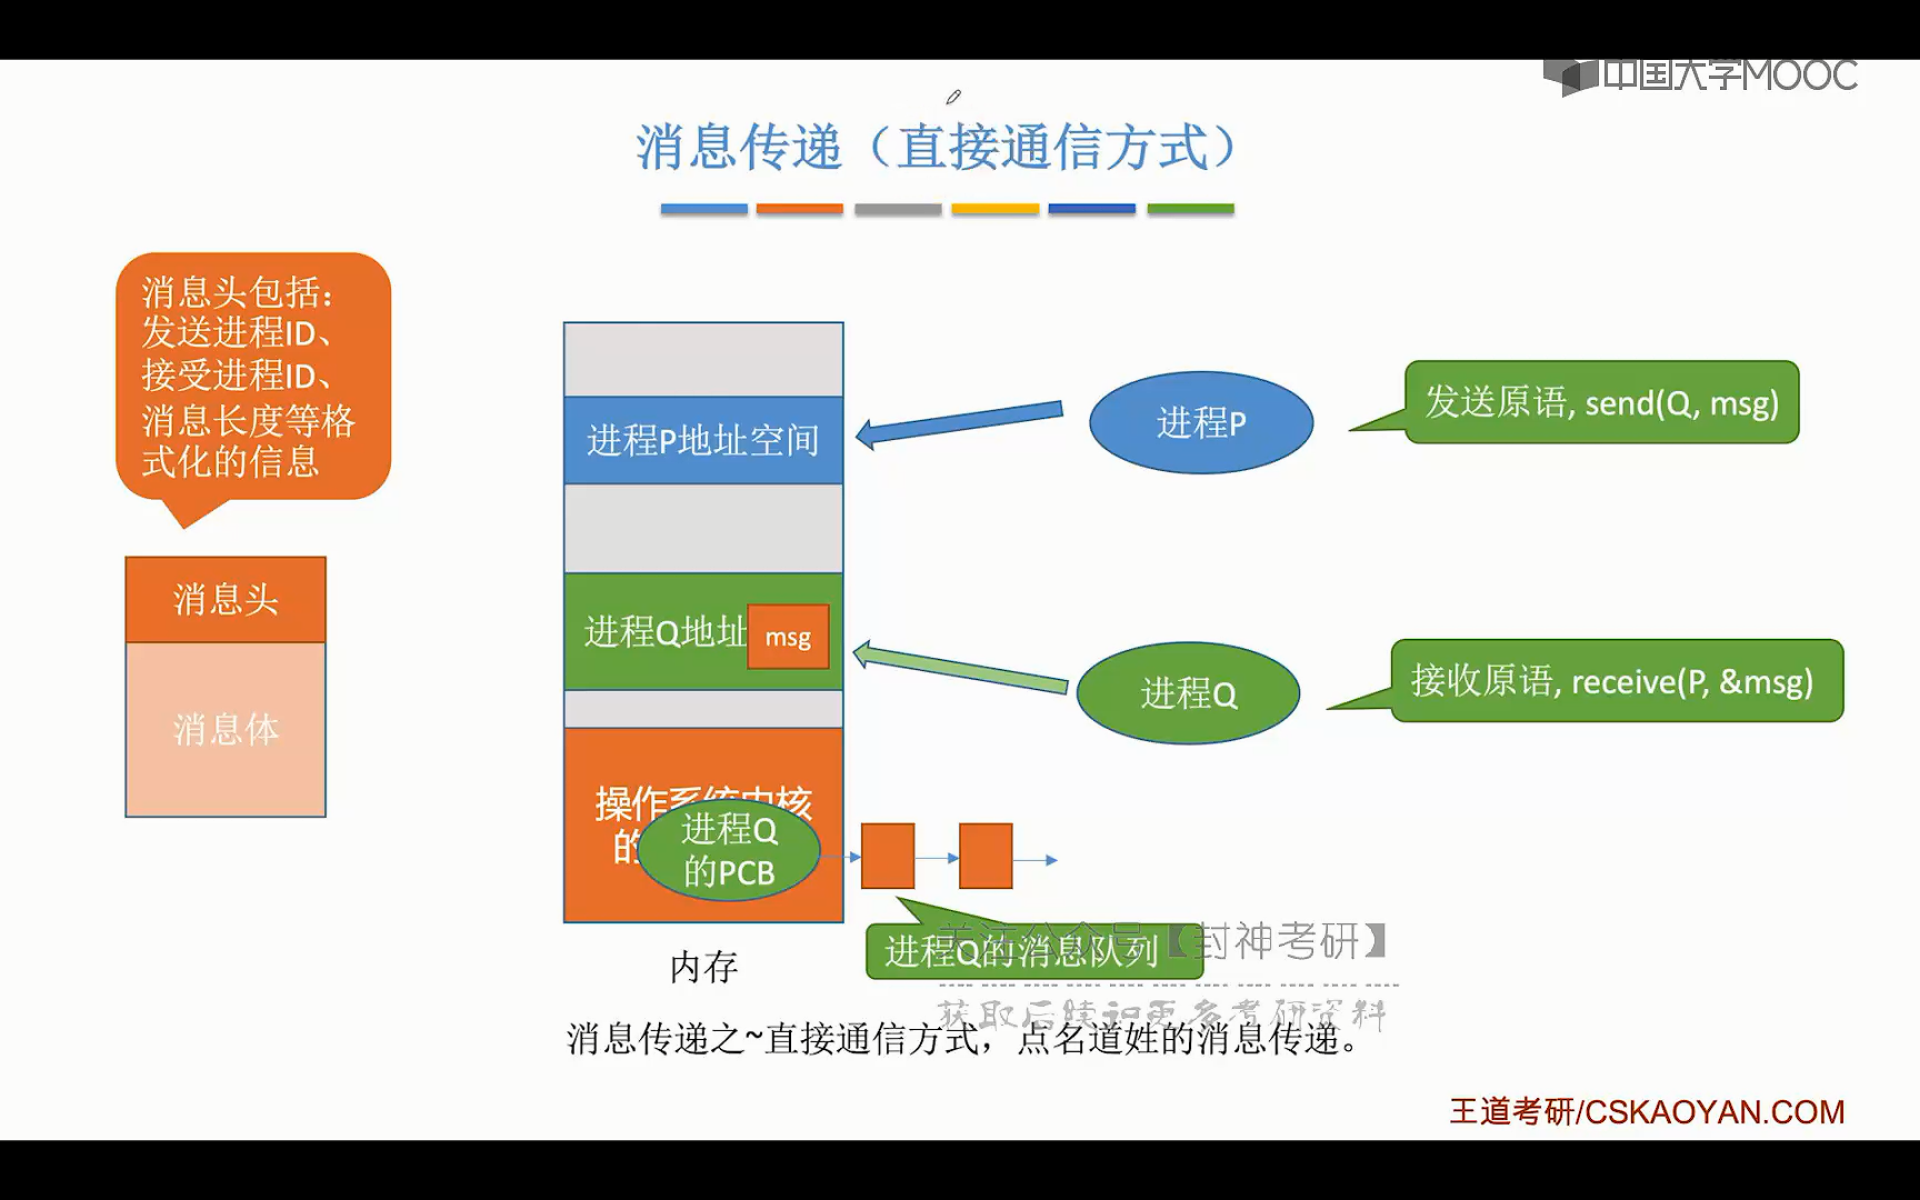 中国大学MOOC
消息传递（直接通信方式）
消息头包括：
发送进程ID、
接受进程ID、
消息长度等格
式化的信息
消息头
消息体
进程P地址空间
进程Q地址
msg
操作系统内核
的
进程Q
的PCB
内存
进程P
发送原语, send(Q, msg)
进程Q
接收原语, receive(P, &msg)
进程Q的消息队列
关注公众号【封神考研】
获取后续和更多考研资料
消息传递之~直接通信方式，点名道姓的消息传递。
王道考研/CSKAOYAN.COM